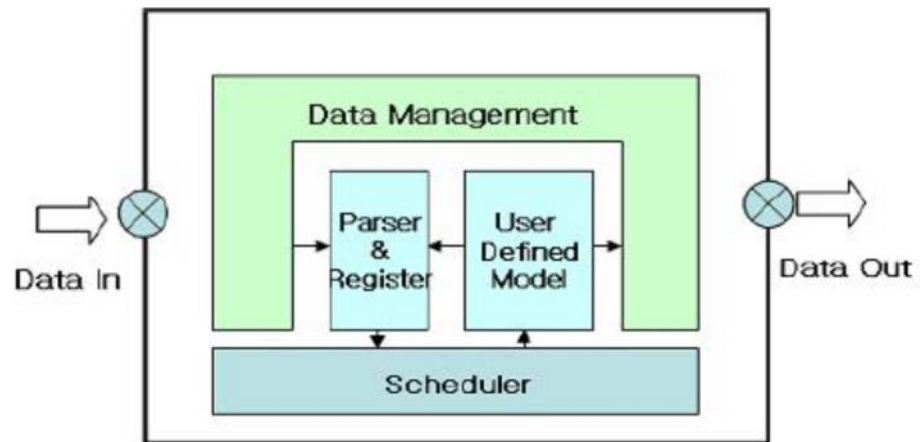 Data Management
Parser
&
Register
User
Defined
Model
Data In
Data Out
Scheduler